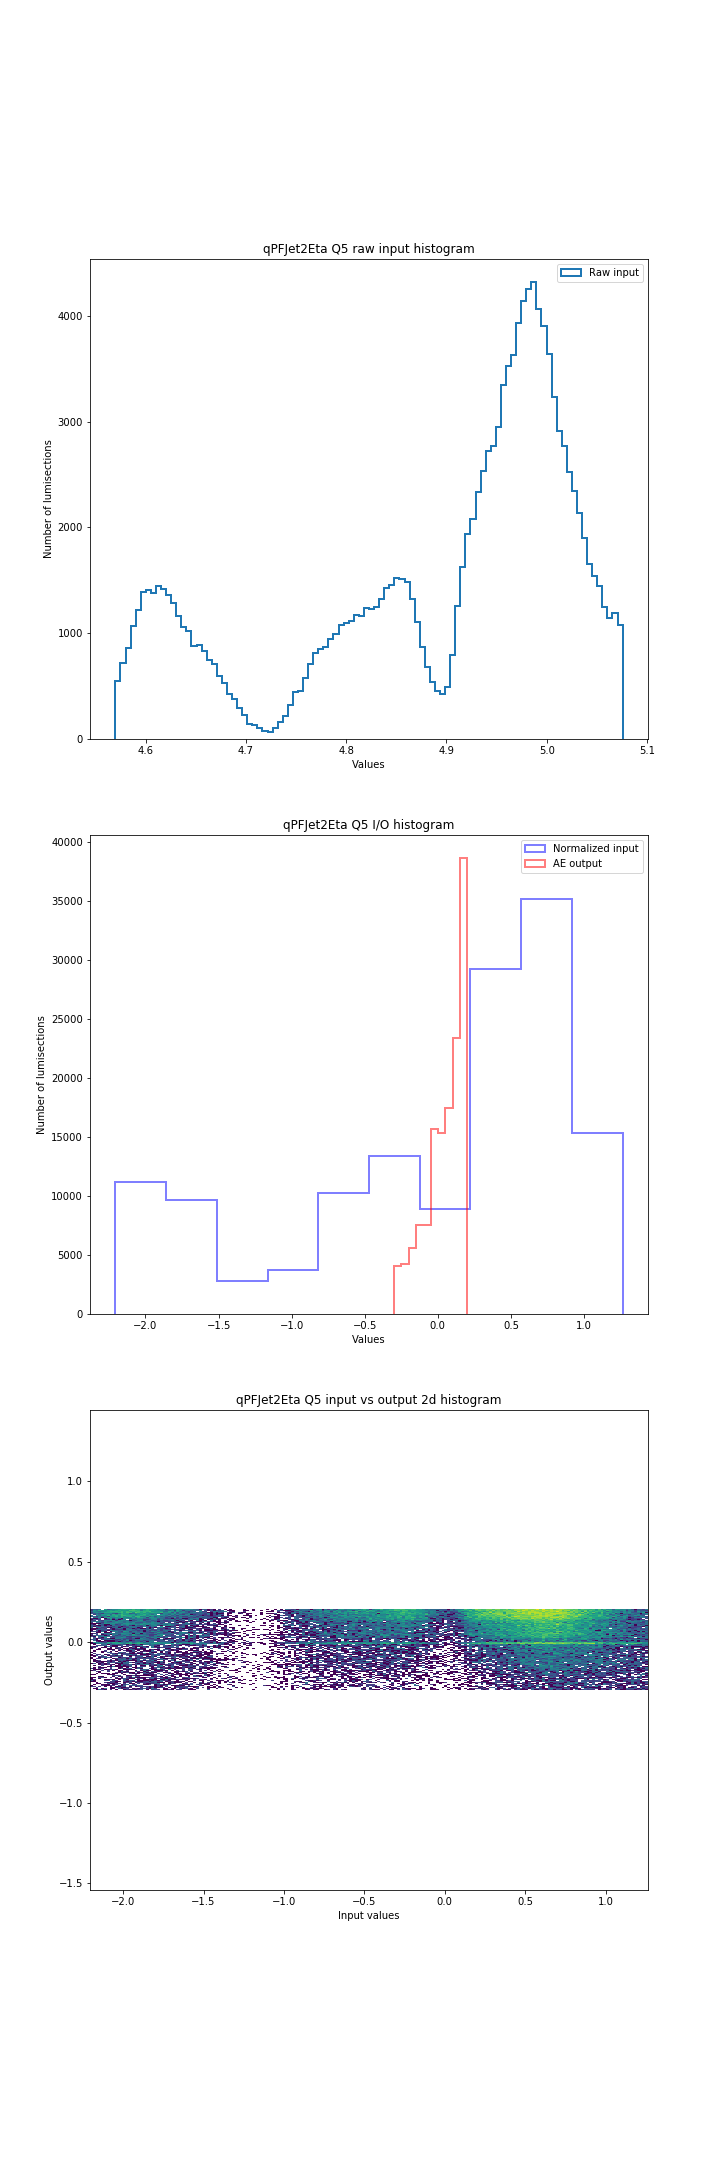 qPFJet2Eta Q5 raw input histogram
Raw input
4000
3000
2000
1000
0
Number of lumisections
4.6 4.7 4.8 4.9 5.0 5.1
Values
qPFJet2Eta Q5 I/O histogram
Normalized input
AE output
40000
35000
30000
25000
20000
15000
10000
5000
0
Number of lumisections
−2.0 −1.5 −1.0 −0.5 0.0 0.5 1.0
Values
qPFJet2Eta Q5 input vs output 2d histogram
1.0
0.5
0.0
−0.5
−1.0
−1.5
Output values
−2.0 −1.5 −1.0 −0.5 0.0 0.5 1.0
Input values